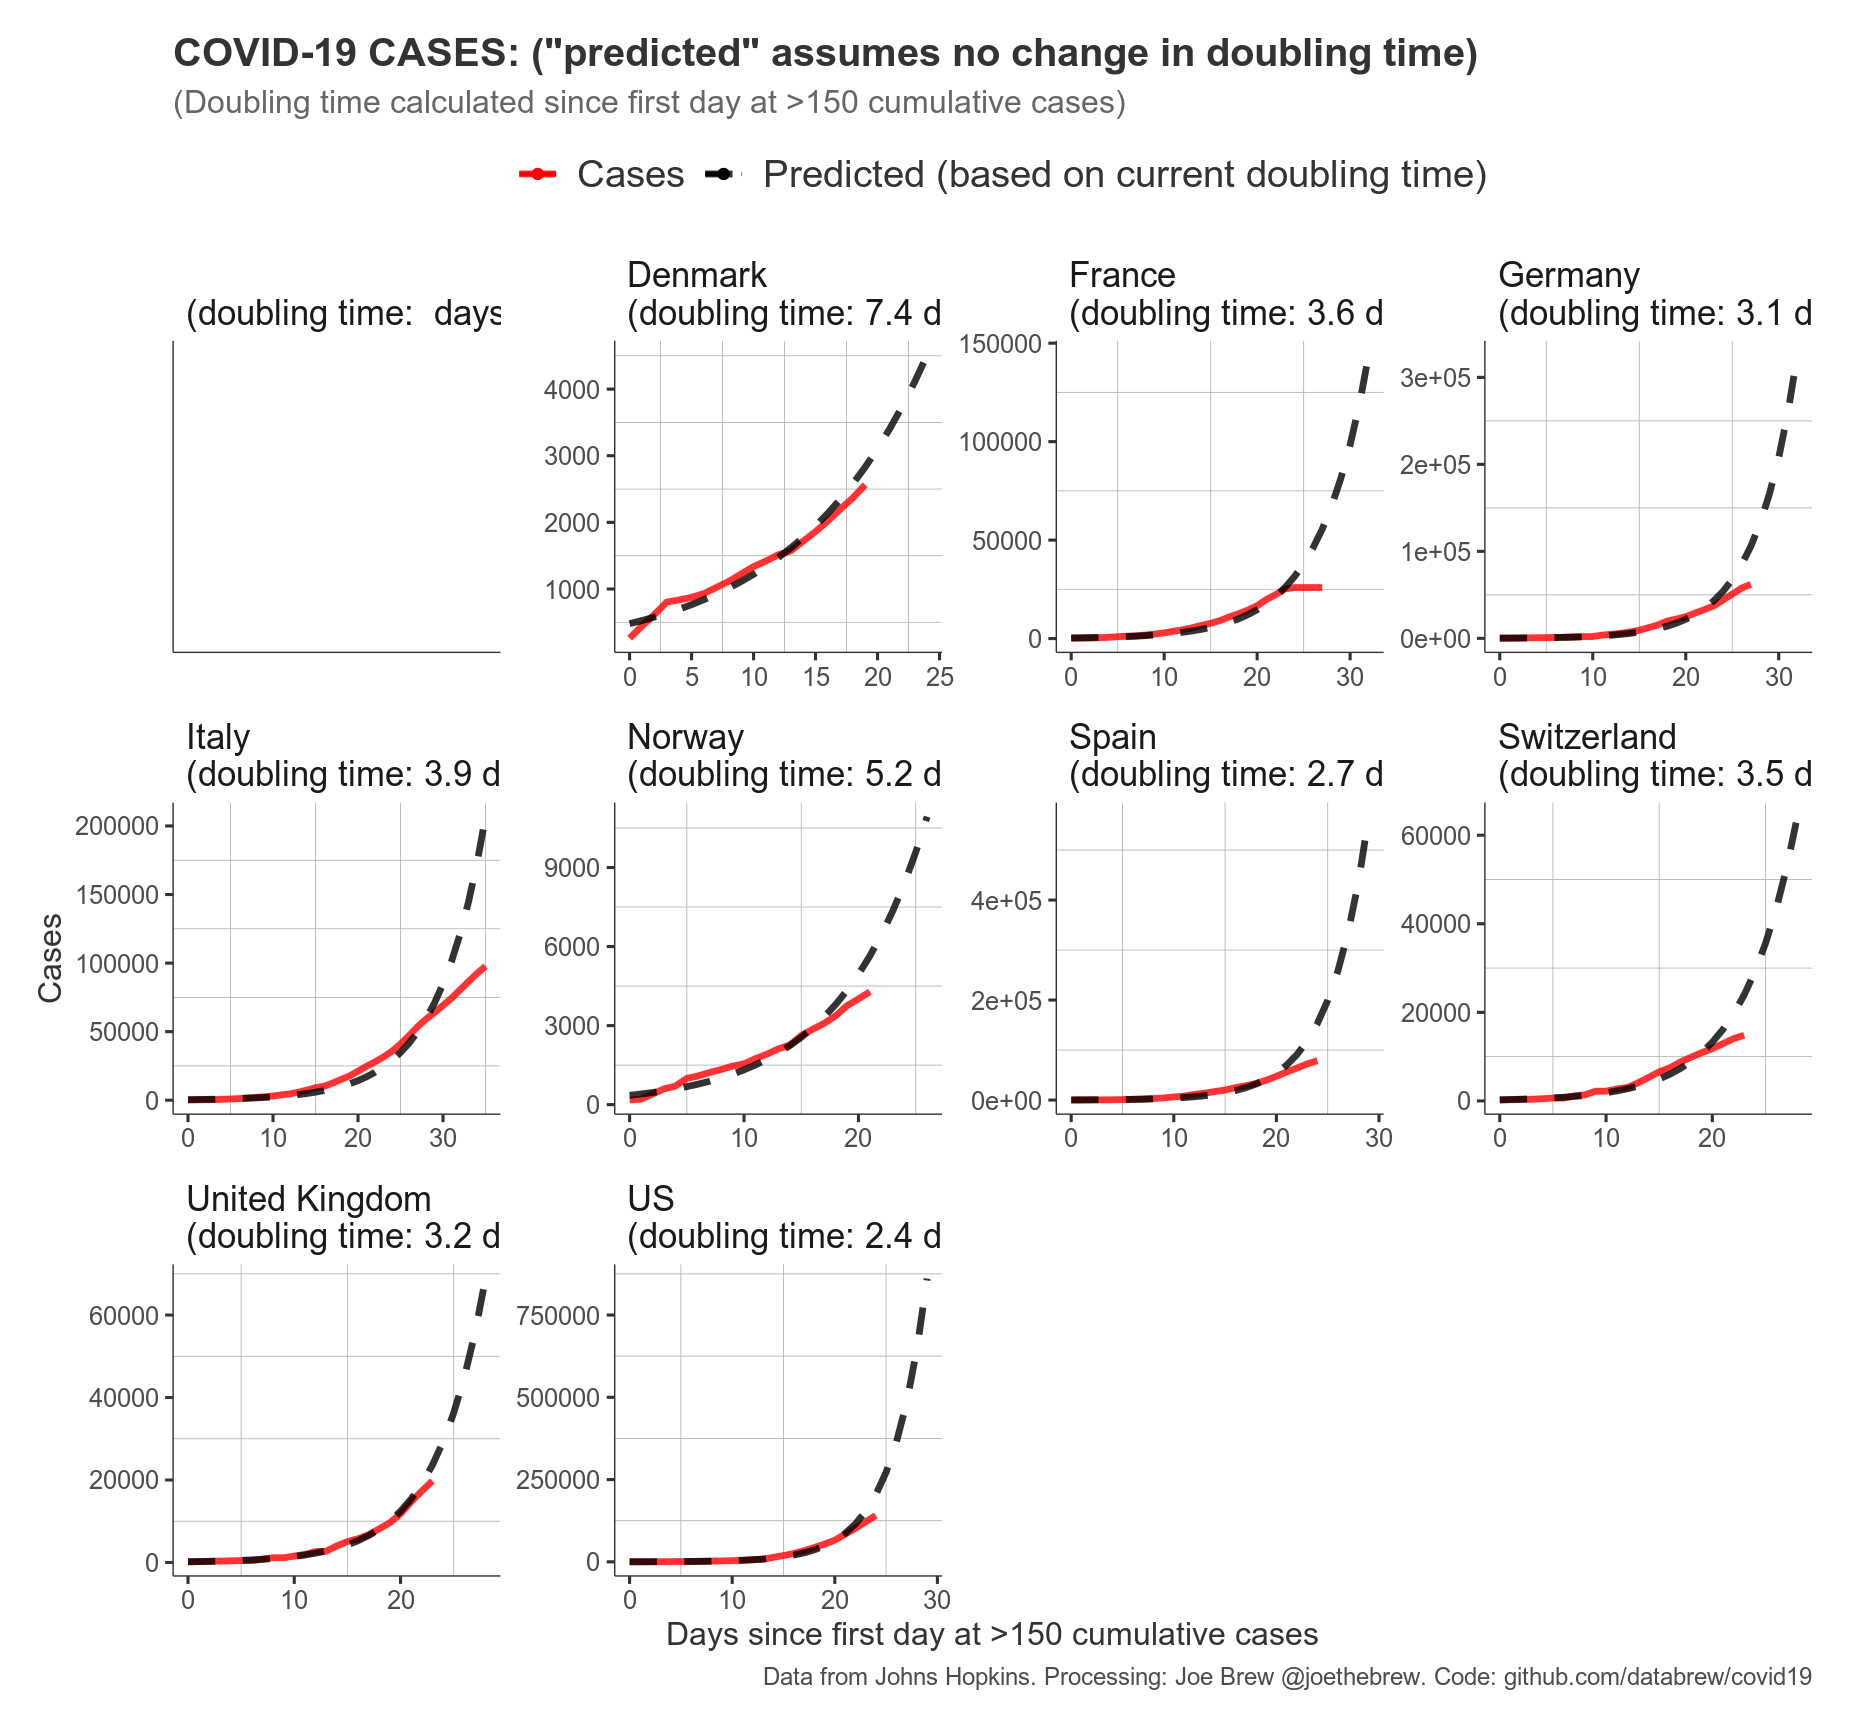 COVID-19 CASES: ("predicted" assumes no change in doubling time)
(Doubling time calculated since first day at >150 cumulative cases)
Cases
Predicted (based on current doubling time)
(doubling time:  days
Denmark
(doubling time: 7.4 d
4000
3000
2000
1000
0 5 10 15 20 25
France
(doubling time: 3.6 d
150000
100000
50000
0
0 10 20 30
Germany
(doubling time: 3.1 d
3e+05
2e+05
1e+05
0e+00
0 10 20 30
Cases
Italy
(doubling time: 3.9 d
200000
150000
100000
50000
0
0 10 20 30
Norway
(doubling time: 5.2 d
9000
6000
3000
0
0 10 20
Spain
(doubling time: 2.7 d
4e+05
2e+05
0e+00
0 10 20 30
Switzerland
(doubling time: 3.5 d
60000
40000
20000
0
0 10 20
United Kingdom
(doubling time: 3.2 d
60000
40000
20000
0
0 10 20
US
(doubling time: 2.4 d
750000
500000
250000
0
0 10 20 30
Days since first day at >150 cumulative cases
Data from Johns Hopkins. Processing: Joe Brew @joethebrew. Code: github.com/databrew/covid19